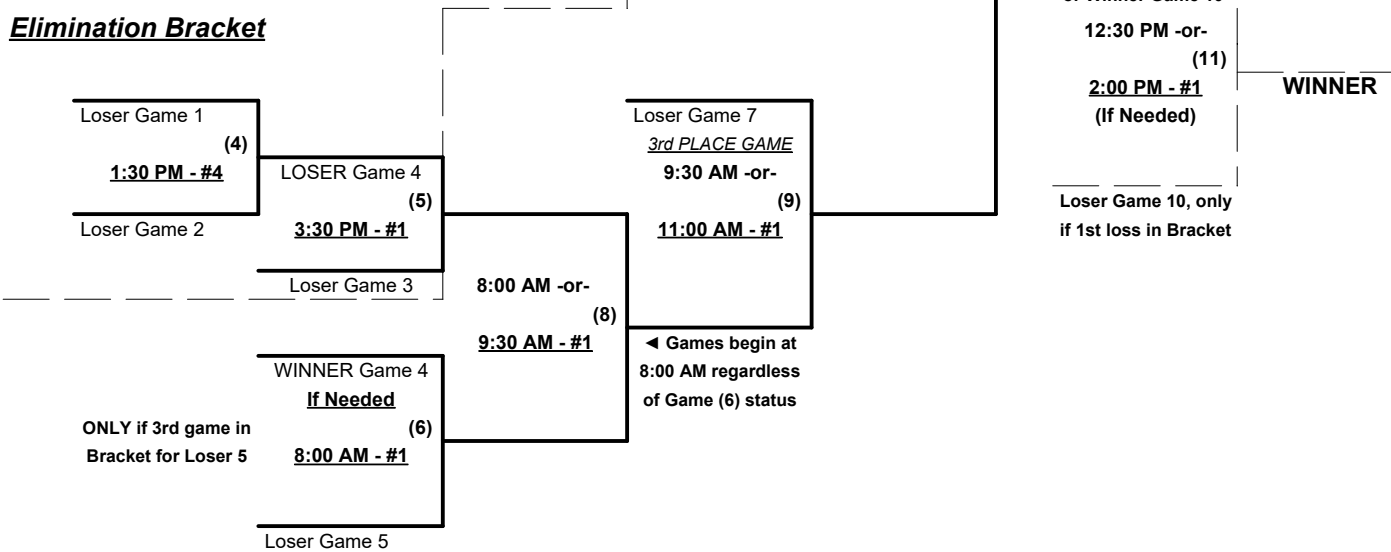 Elimination Bracket
12:30 PM -or-
(11)
2:00 PM - #1
(If Needed)
WINNER
Loser Game 10, only
if 1st loss in Bracket
Loser Game 1
(4)
1:30 PM - #4
Loser Game 2
LOSER Game 4
(5)
3:30 PM - #1
Loser Game 3
Loser Game 7
3rd PLACE GAME
9:30 AM -or-
(9)
11:00 AM - #1
8:00 AM -or-
(8)
9:30 AM - #1
◄ Games begin at
8:00 AM regardless
of Game (6) status
WINNER Game 4
If Needed
(6)
8:00 AM - #1
ONLY if 3rd game in
Bracket for Loser 5
Loser Game 5